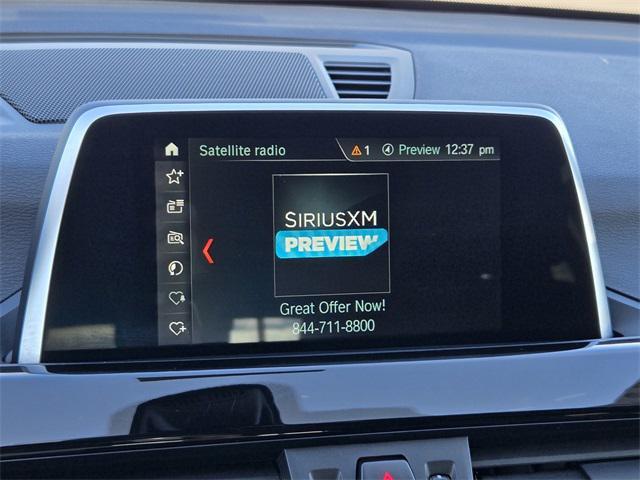 Satellite radio
1 Preview 12:37 pm
SIRIUSXM
PREVIEW
Great Offer Now!
844-711-8800